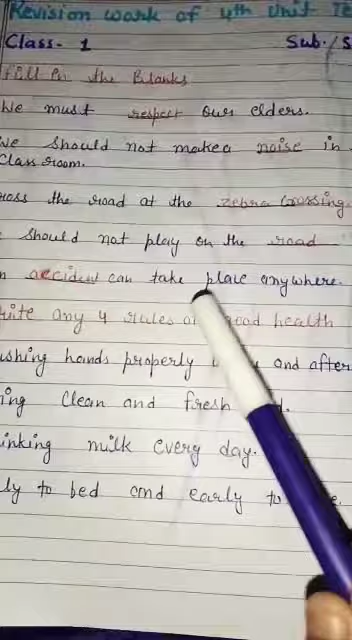 Revision work of 4th Unit Te
Class- 1 Sub./S
fill in the Blanks
We must respect our elders.
we should not make a noise in
Class room.
ross the road at the zebra Crossing.
should not play on the road
n accident can take place anywhere.
rite any 4 rules of good health
shing hands properly and after
ing clean and fresh
inking milk every day.
ly to bed and early to